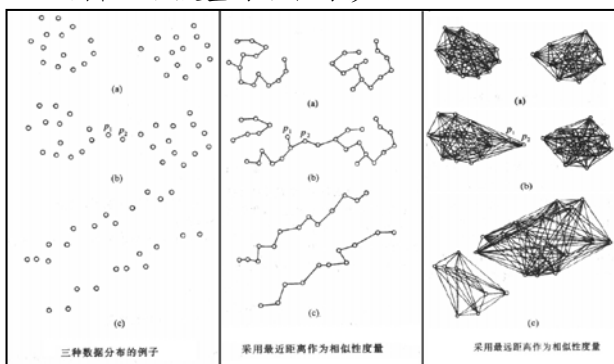 (a)
p₁ p₂
(b)
(c)
三种数据分布的例子
(a)
p₁ p₂
(b)
(c)
采用最近距离作为相似性度量
(a)
p₁ p₂
(b)
(c)
采用最远距离作为相似性度量